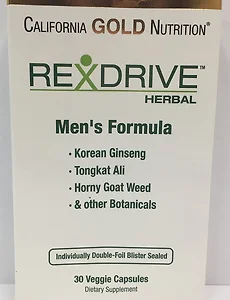 CALIFORNIA GOLD NUTRITION®
REXDRIVE™
HERBAL
Men's Formula
• Korean Ginseng
• Tongkat Ali
• Horny Goat Weed
• & other Botanicals
Individually Double-Foil Blister Sealed
30 Veggie Capsules
Dietary Supplement